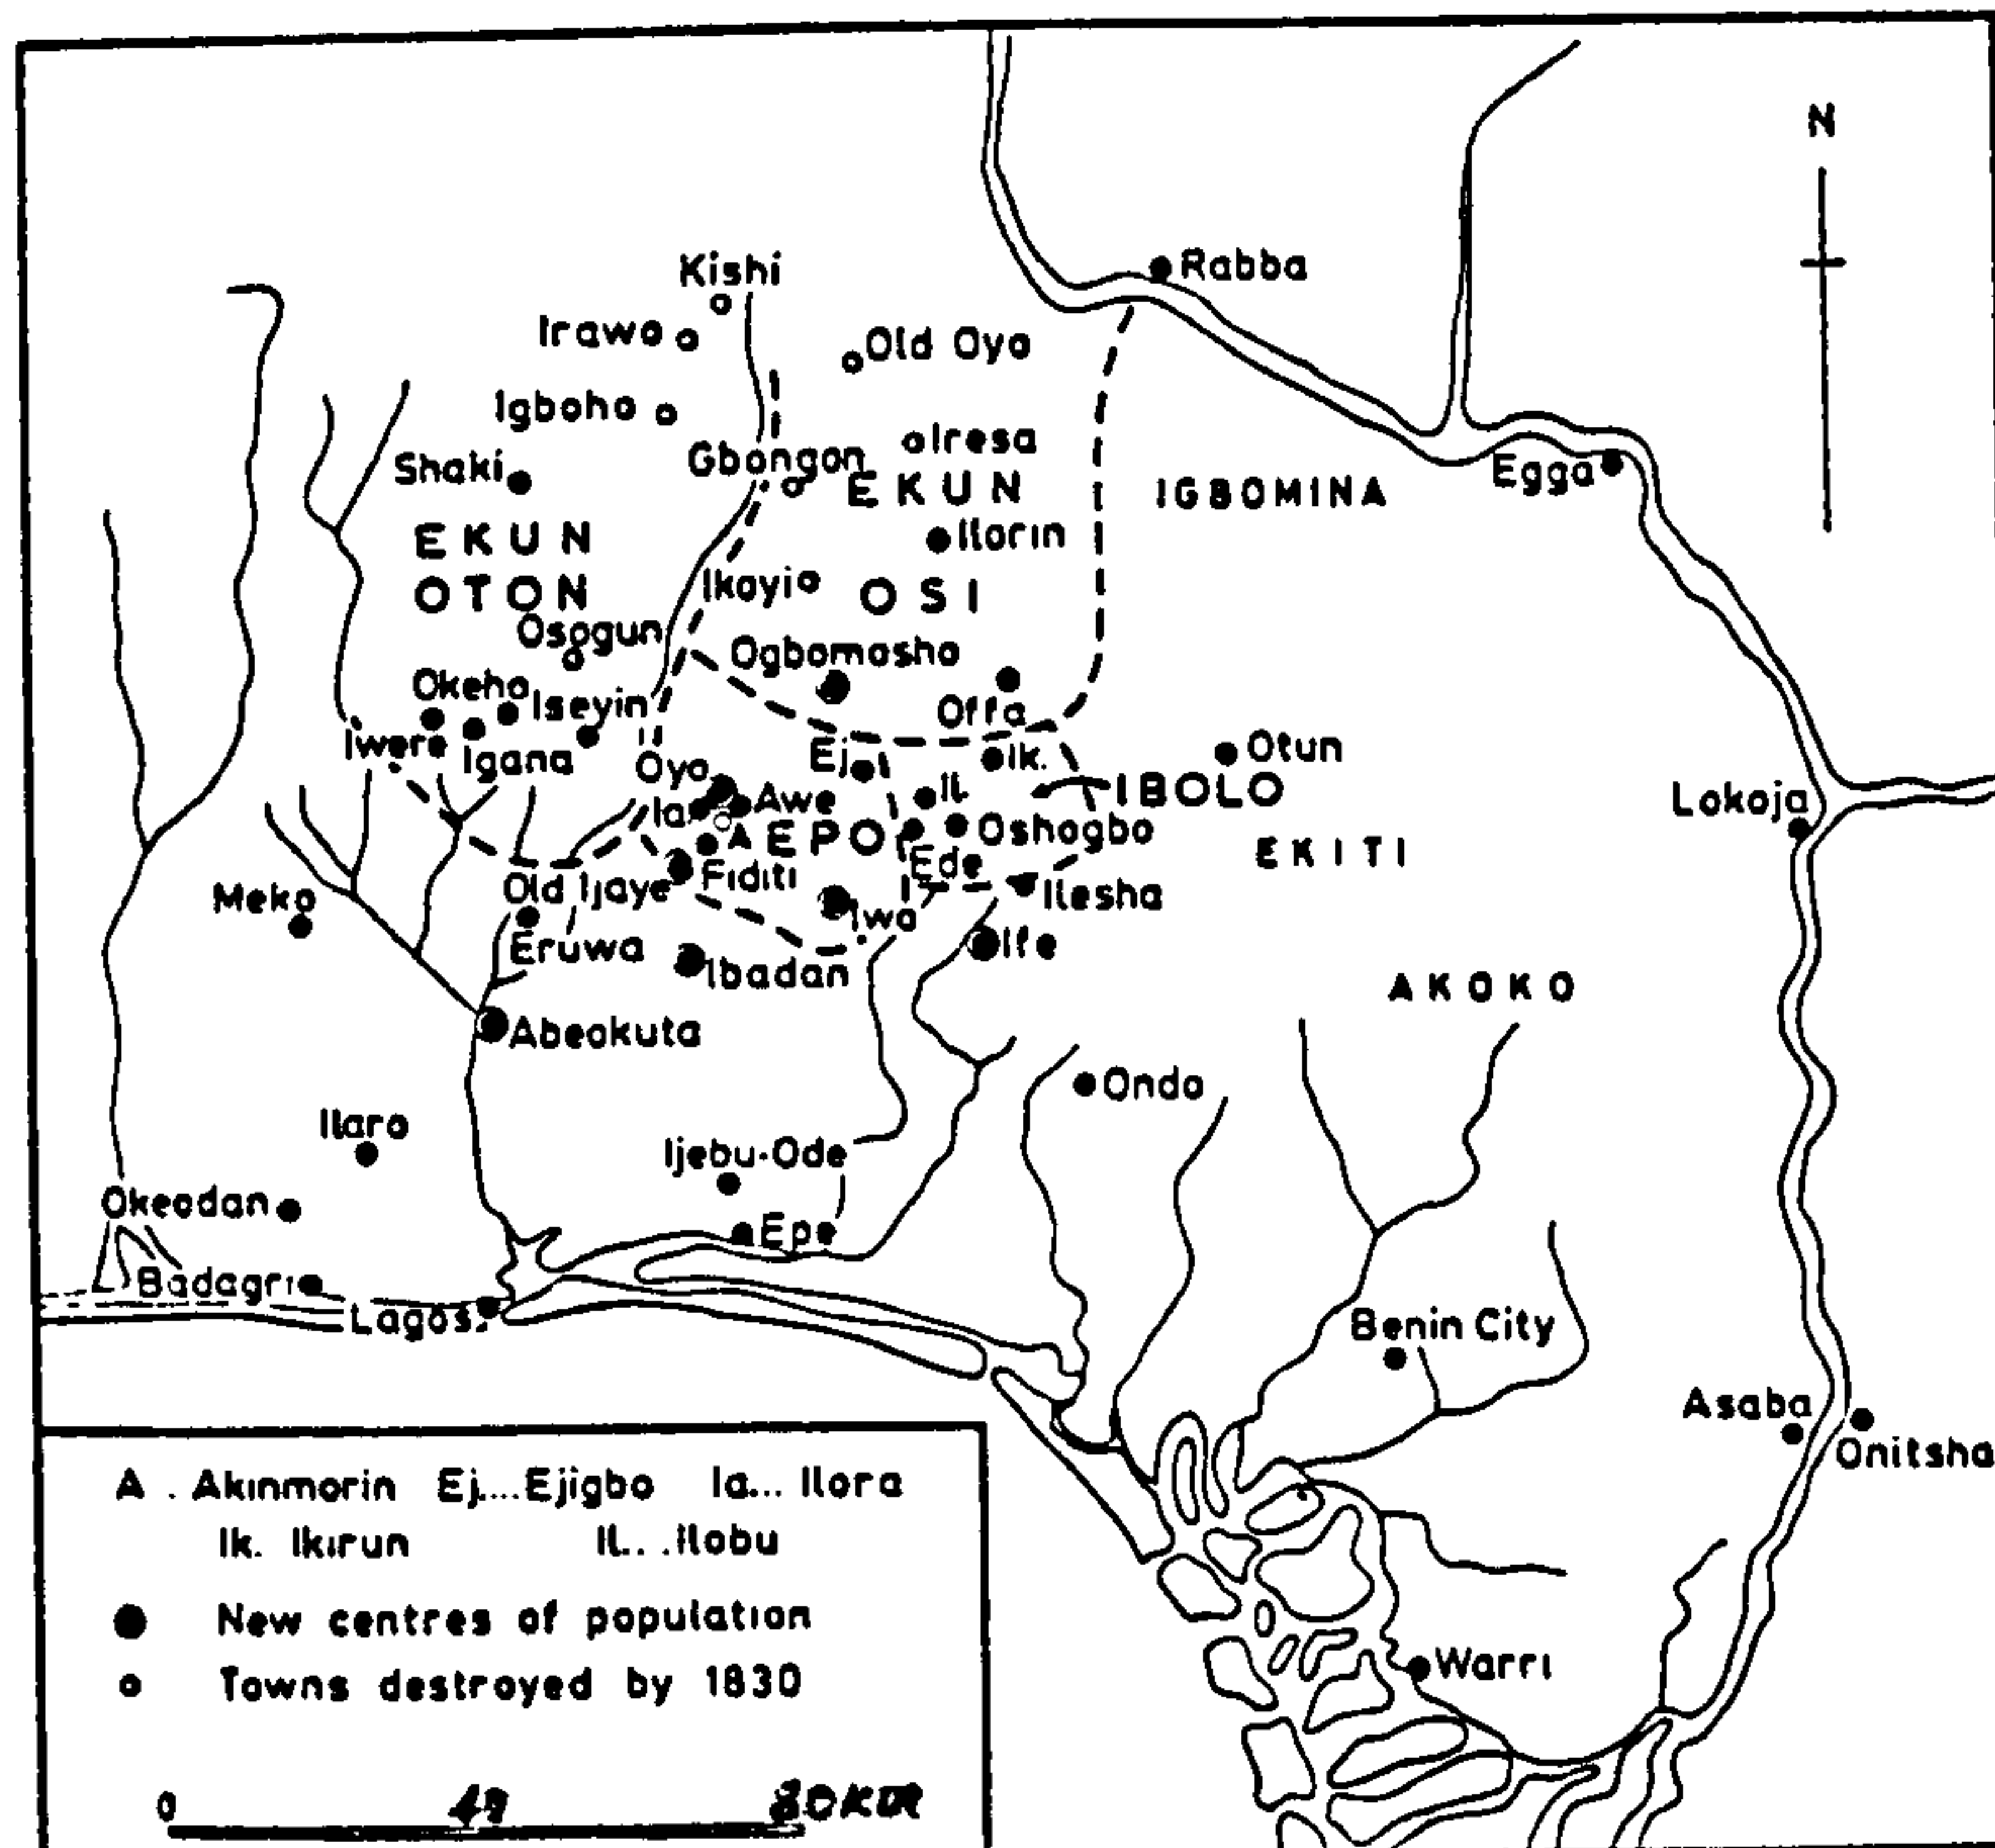 N
Kishi
Rabba
Irawo
Old Oyo
Igboho
Iresa
Gbongon
Shaki
Egga
EKUN
IGBOMINA
EKUN
Ilorin
OTON
Ikoyi
OSI
Osogun
Ogbomosho
Okeho
Iseyin
Offa
Iwere
Igana
Ej
Ik.
Otun
Oyo
IBOLO
Il
Ia
Awe
Lokoja
A
AEPO
Oshogbo
Ede
EKITI
Fiditi
Old Ijaye
Ilesha
Meko
Iwo
Eruwa
Ife
Ibadan
AKOKO
Abeokuta
Ondo
Ilaro
Ijebu-Ode
Okeodan
Epe
Badagri
Lagos.
Benin City
Asaba
Onitsha
A . Akinmorin Ej....Ejigbo Ia... Ilora
Ik. Ikirun Il....Ilobu
New centres of population
Towns destroyed by 1830
Warri
0 80KM